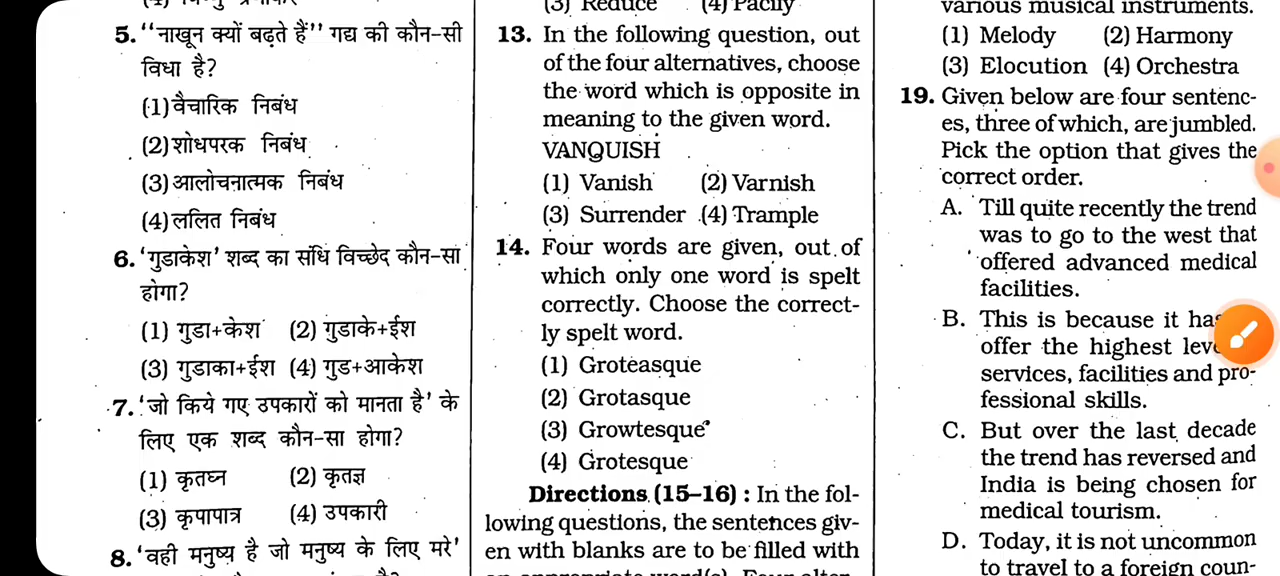 5. "नाखून क्यों बढ़ते हैं" गद्य की कौन-सी
विधा है?
(1) वैचारिक निबंध
(2) शोधपरक निबंध
(3) आलोचनात्मक निबंध
(4) ललित निबंध
6. 'गुडाकेश' शब्द का संधि विच्छेद कौन-सा
होगा?
(1) गुडा+केश (2) गुडाके+ईश
(3) गुडाका+ईश (4) गुड+आकेश
7. 'जो किये गए उपकारों को मानता है' के
लिए एक शब्द कौन-सा होगा?
(1) कृतघ्न (2) कृतज्ञ
(3) कृपापात्र (4) उपकारी
8. 'वही मनुष्य है जो मनुष्य के लिए मरे'
(3) Reduce (4) Pacify
13. In the following question, out
of the four alternatives, choose
the word which is opposite in
meaning to the given word.
VANQUISH
(1) Vanish (2) Varnish
(3) Surrender (4) Trample
14. Four words are given, out of
which only one word is spelt
correctly. Choose the correct-
ly spelt word.
(1) Groteasque
(2) Grotasque
(3) Growtesque
(4) Grotesque
Directions (15–16) : In the fol-
lowing questions, the sentences giv-
en with blanks are to be filled with
various musical instruments.
(1) Melody (2) Harmony
(3) Elocution (4) Orchestra
19. Given below are four sentenc-
es, three of which, are jumbled.
Pick the option that gives the
correct order.
A. Till quite recently the trend
was to go to the west that
offered advanced medical
facilities.
B. This is because it
offer the highest
services, facilities and pro-
fessional skills.
C. But over the last decade
the trend has reversed and
India is being chosen for
medical tourism.
D. Today, it is not uncommon
to travel to a foreign coun-